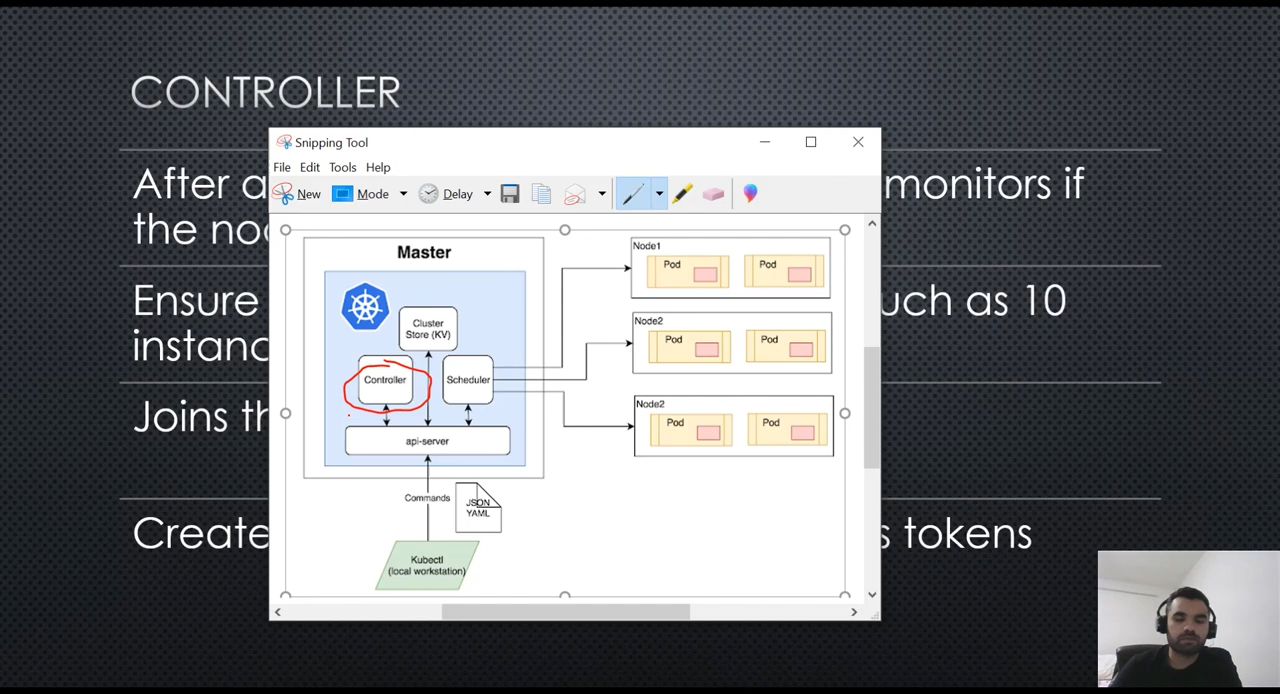 CONTROLLER
Snipping Tool
File Edit Tools Help
After a monitors if
New Mode Delay
the no
Master
Node1
Pod Pod
Ensure uch as 10
Cluster
Store (KV)
Node2
Pod Pod
instanc
Controller Scheduler
Joins th
Node2
Pod Pod
api-server
Commands
JSON
YAML
Create s tokens
Kubectl
(local workstation)